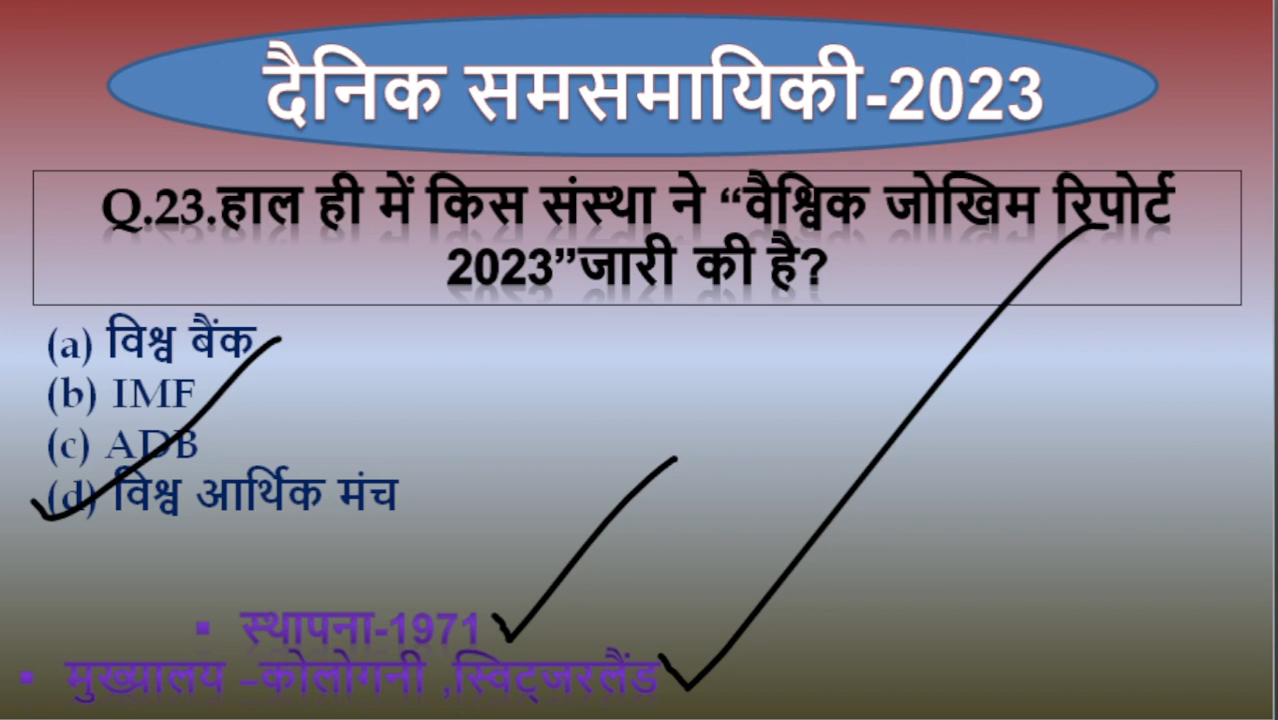 दैनिक समसमायिकी-2023
Q.23.हाल ही में किस संस्था ने “वैश्विक जोखिम रिपोर्ट
2023”जारी की है?
(a) विश्व बैंक
(b) IMF
(c) ADB
(d) विश्व आर्थिक मंच
▪ स्थापना-1971
▪ मुख्यालय –कोलोगनी ,स्विट्जरलैंड